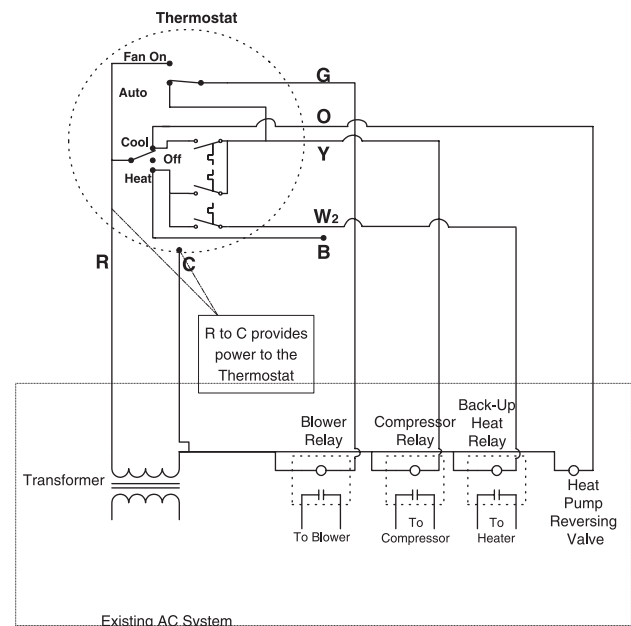 Thermostat
Fan On
G
Auto
O
Cool
Off
Y
Heat
W2
B
R
C
R to C provides
power to the
Thermostat
Blower
Relay
Compressor
Relay
Back-Up
Heat
Relay
Transformer
Heat
Pump
Reversing
Valve
To Blower
To
Compressor
To
Heater
Existing AC System